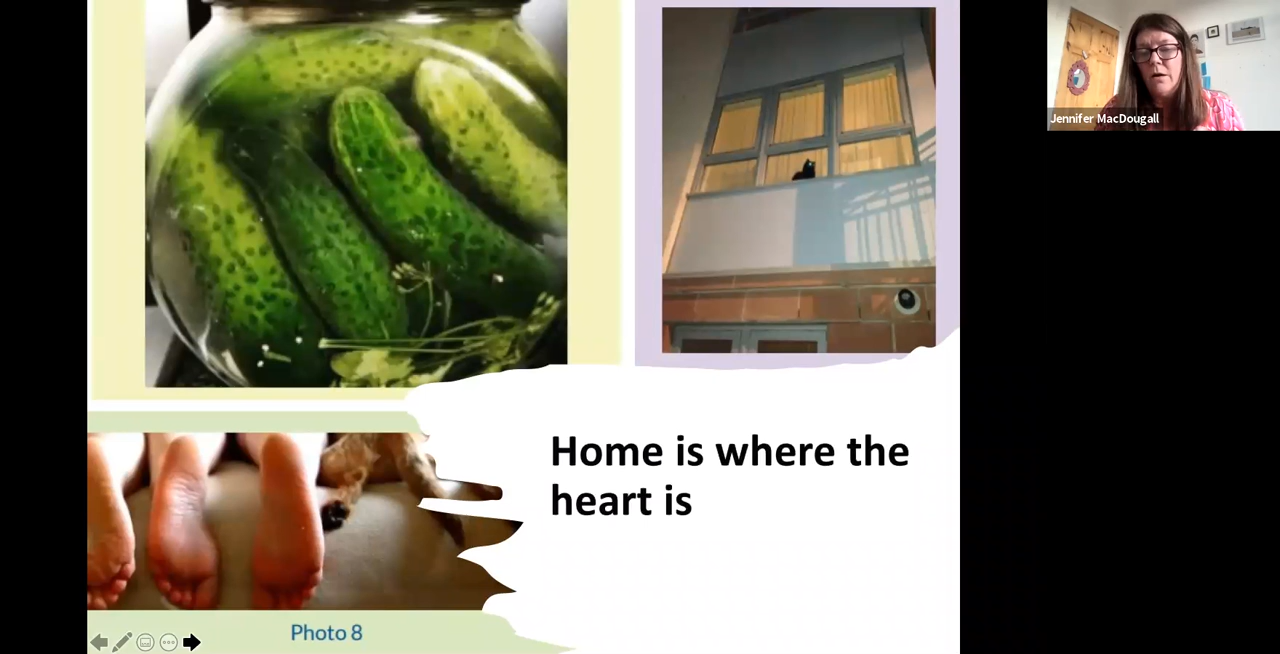 Jennifer MacDougall
Home is where the
heart is
Photo 8